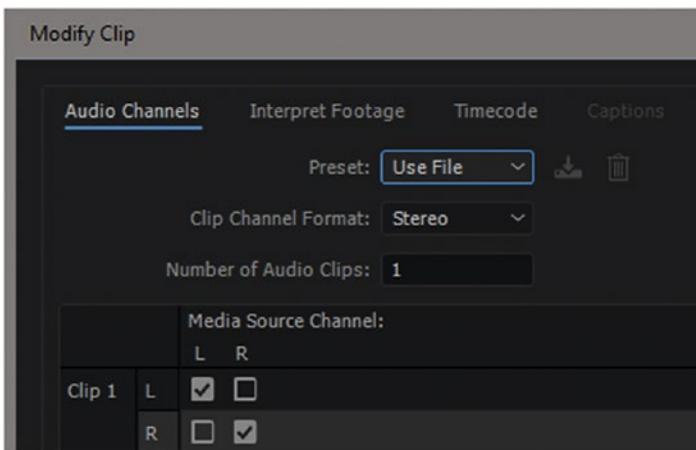 Modify Clip
Audio Channels Interpret Footage Timecode Captions
Preset: Use File
Clip Channel Format: Stereo
Number of Audio Clips: 1
Media Source Channel:
L R
Clip 1 L
R